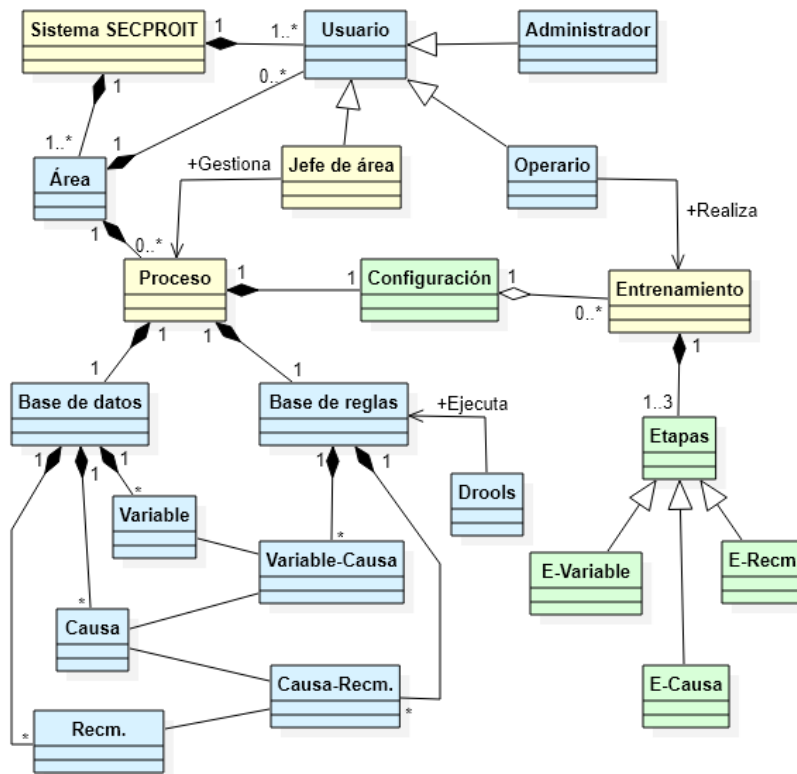 Sistema SECPROIT
1
1..*
Usuario
Administrador
1
0..*
1..*
1
Área
+Gestiona
Jefe de área
Operario
+Realiza
1
0..*
Proceso
1
1
Configuración
1
0..*
Entrenamiento
1
1
1
1
1
1..3
Base de datos
Base de reglas
+Ejecuta
Etapas
1
1
1
1
1
Drools
*
Variable
*
Variable-Causa
E-Variable
E-Recm.
*
Causa
Causa-Recm.
*
E-Causa
*
Recm.